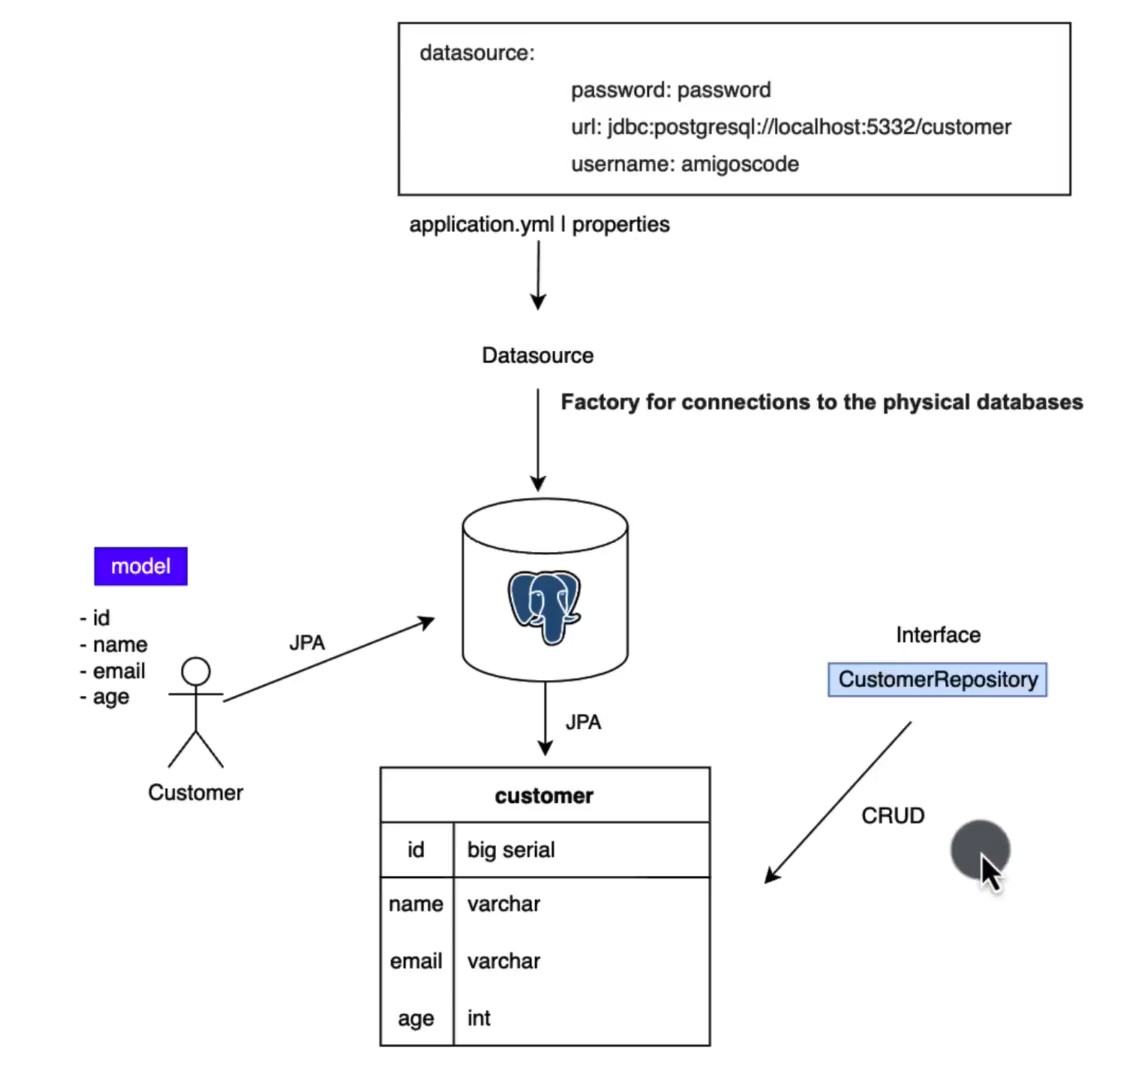 datasource:
password: password
url: jdbc:postgresql://localhost:5332/customer
username: amigoscode
application.yml | properties
Datasource
Factory for connections to the physical databases
model
- id
- name
- email
- age
JPA
Customer
Interface
CustomerRepository
JPA
CRUD
customer
id big serial
name varchar
email varchar
age int